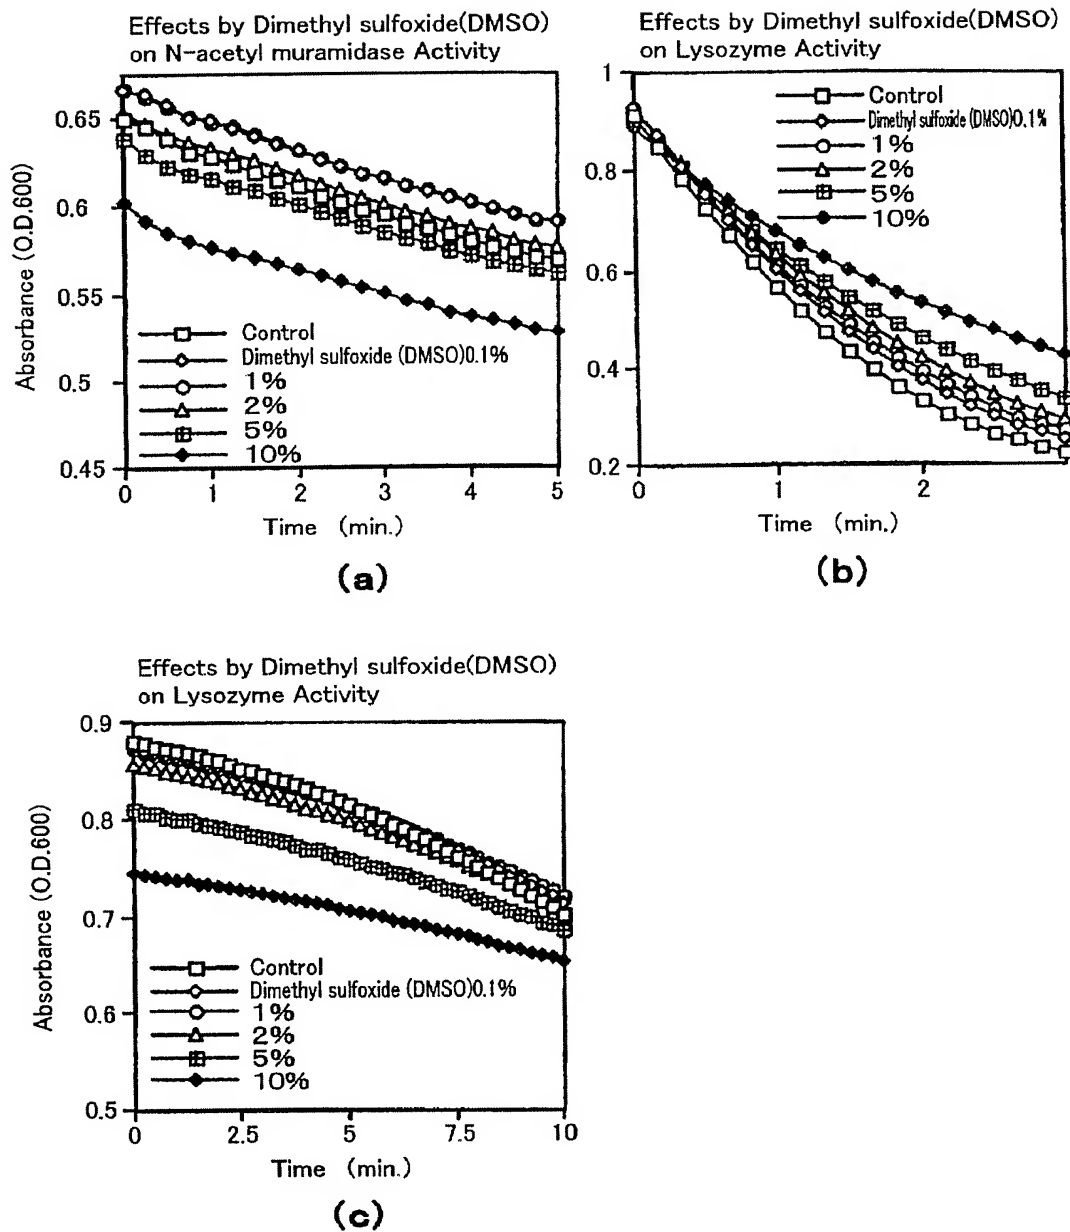 Effects by Dimethyl sulfoxide(DMSO)
on N-acetyl muramidase Activity
Absorbance (O.D.600)
0.65
0.6
0.55
0.5
0.45
Control
Dimethyl sulfoxide (DMSO)0.1%
1%
2%
5%
10%
0 1 2 3 4 5
Time (min.)
(a)
Effects by Dimethyl sulfoxide(DMSO)
on Lysozyme Activity
Absorbance (O.D.600)
1
0.8
0.6
0.4
0.2
Control
Dimethyl sulfoxide (DMSO)0.1%
1%
2%
5%
10%
0 1 2
Time (min.)
(b)
Effects by Dimethyl sulfoxide(DMSO)
on Lysozyme Activity
Absorbance (O.D.600)
0.9
0.8
0.7
0.6
0.5
Control
Dimethyl sulfoxide (DMSO)0.1%
1%
2%
5%
10%
0 2.5 5 7.5 10
Time (min.)
(c)